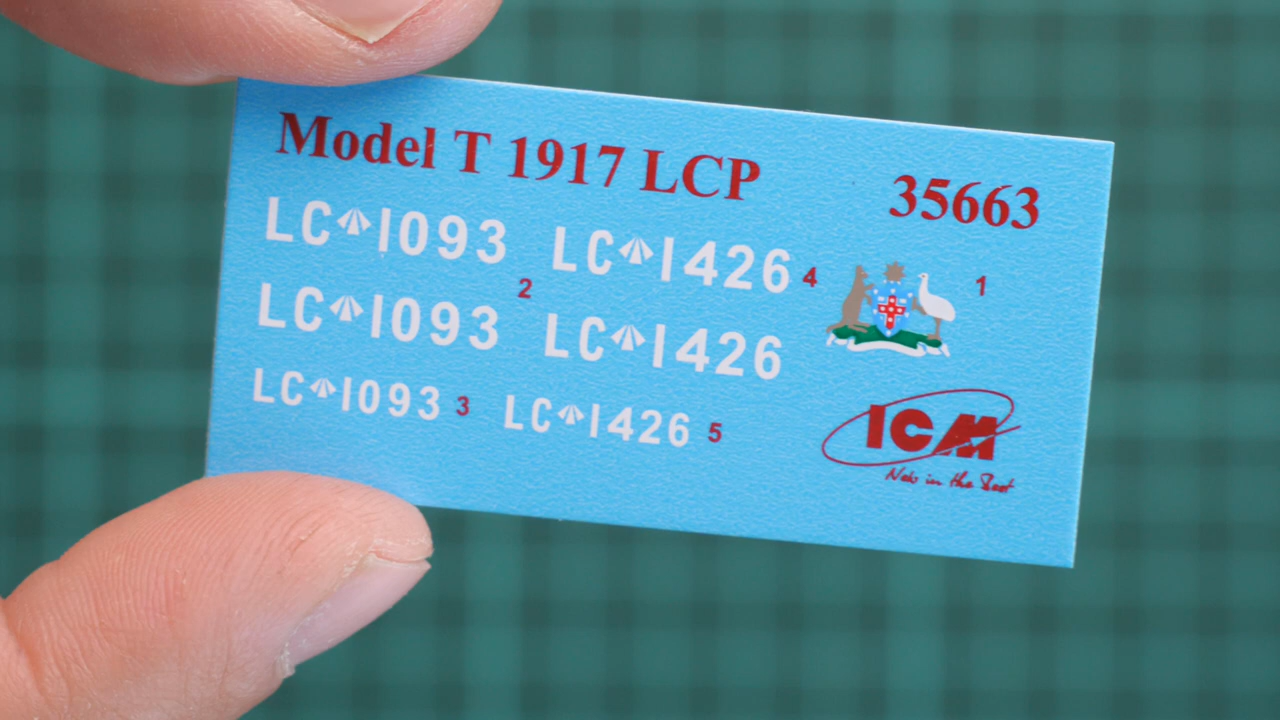 Model T 1917 LCP 35663
LC 1093 LC 1426 4 1
2
LC 1093 LC 1426
LC 1093 3 LC 1426 5
ICM
New in the Best